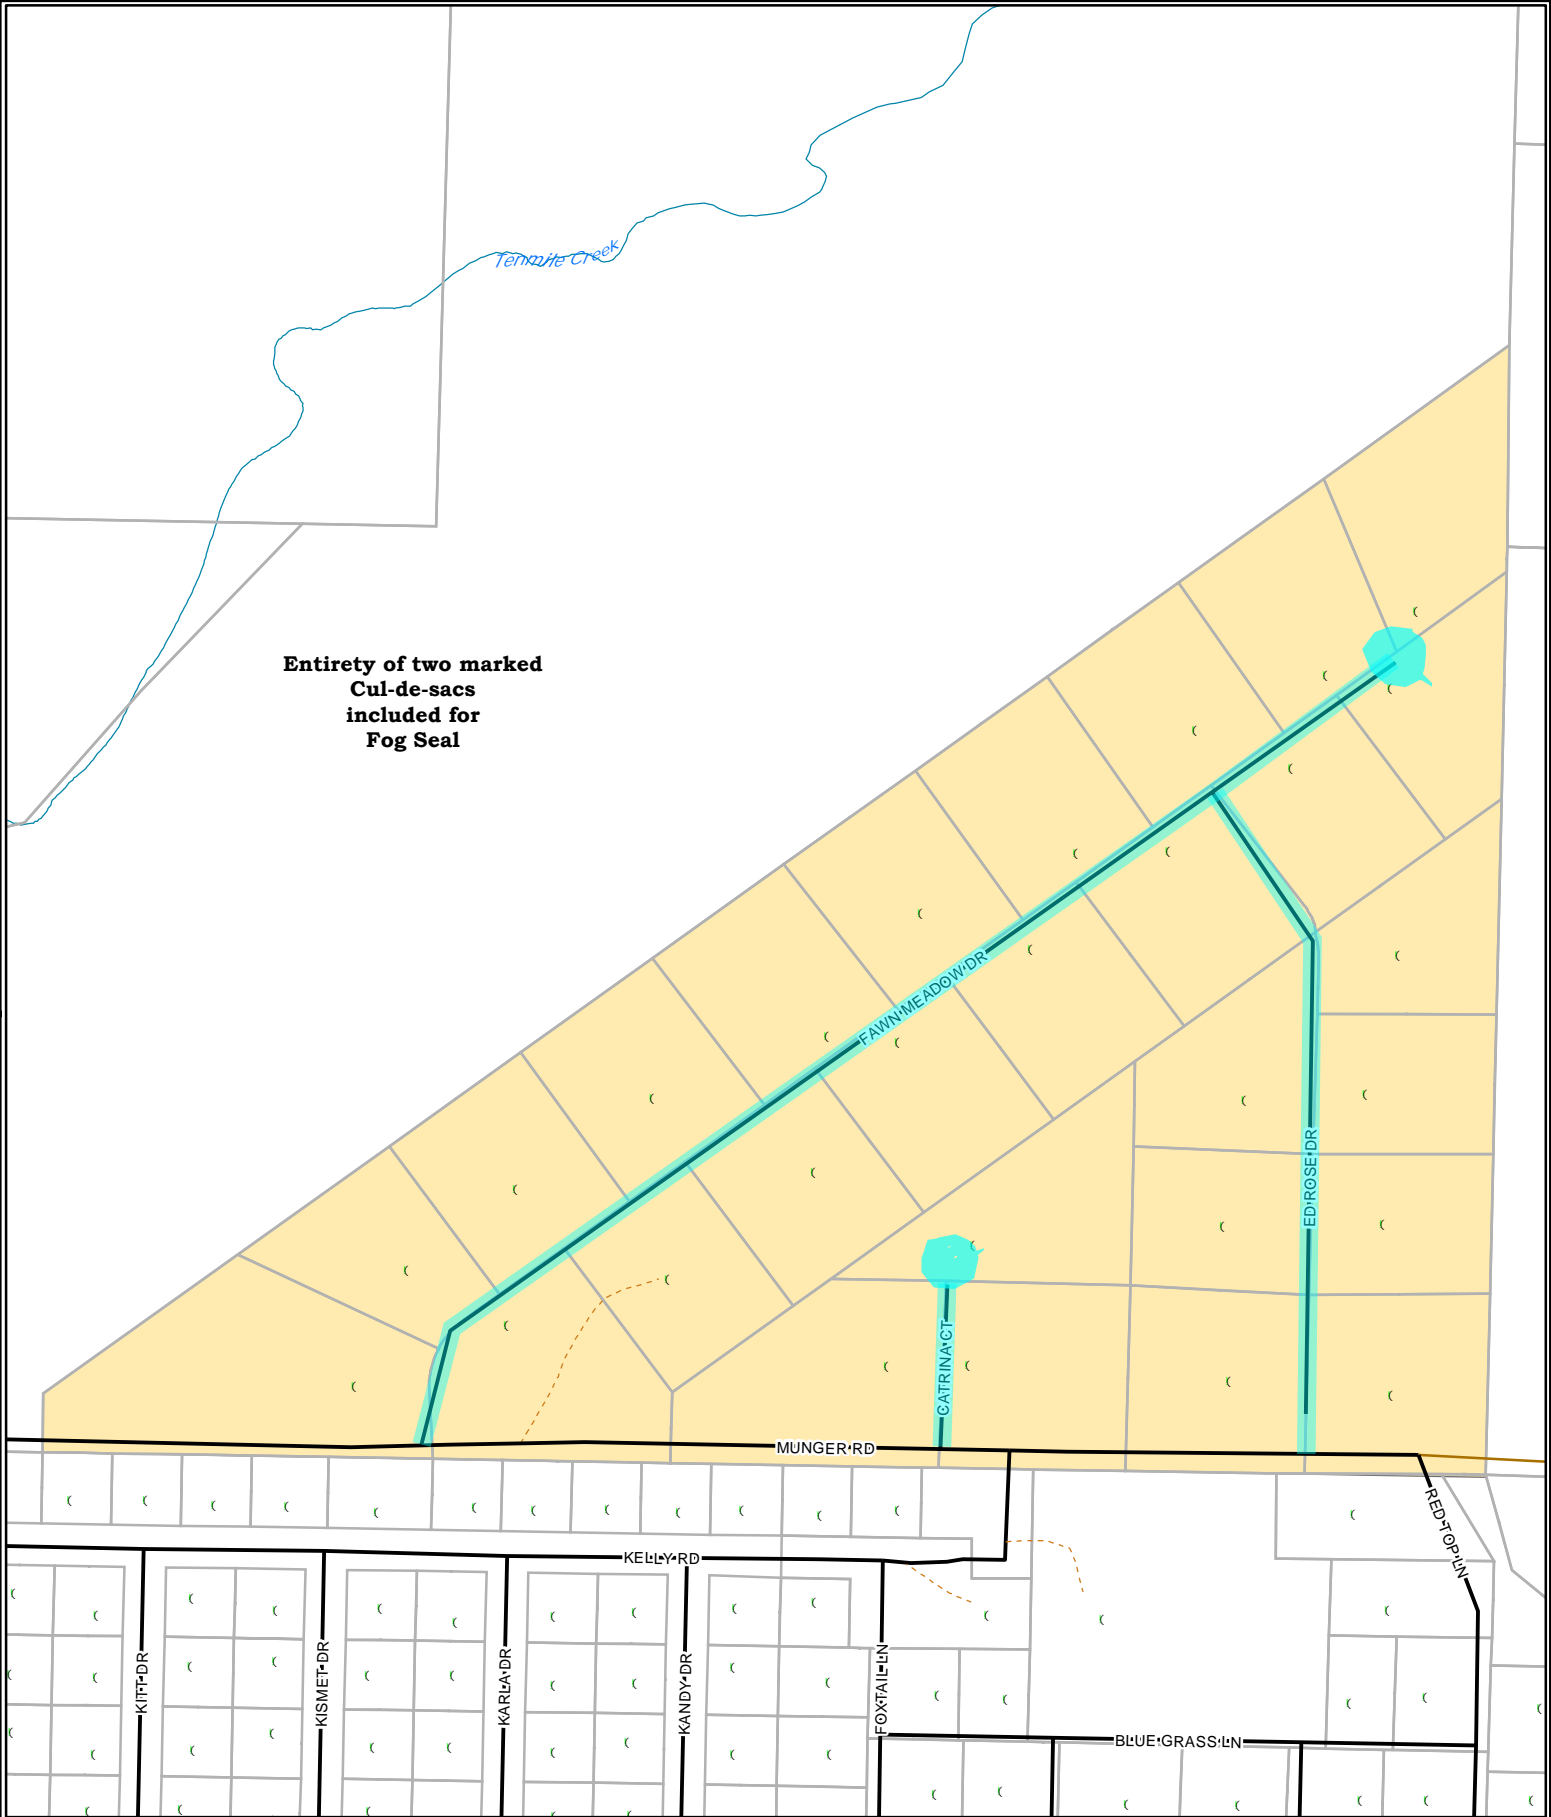 Tenmile Creek
Entirety of two marked
Cul-de-sacs
included for
Fog Seal
FAWN MEADOW DR
ED ROSE DR
CATRINA CT
MUNGER RD
RED TOP LN
KELLY RD
KITT DR
KISMET DR
KARLA DR
KANDY DR
FOXTAIL LN
BLUE GRASS LN